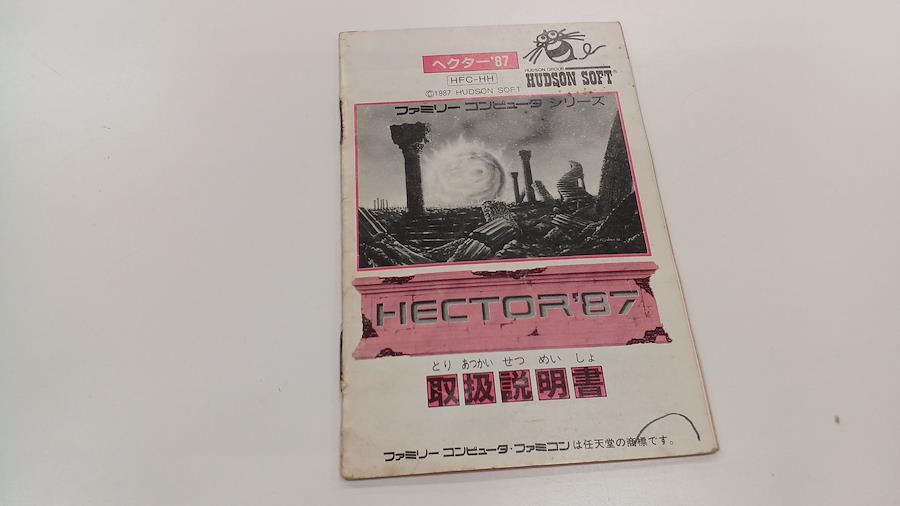 ヘクター'87
HFC-HH
©1987 HUDSON SOFT
HUDSON GROUP
HUDSON SOFT®
ファミリー コンピュータ シリーズ
HECTOR'87
とり あつかい せつ めい しょ
取扱説明書
ファミリー コンピュータ・ファミコンは任天堂の商標です。